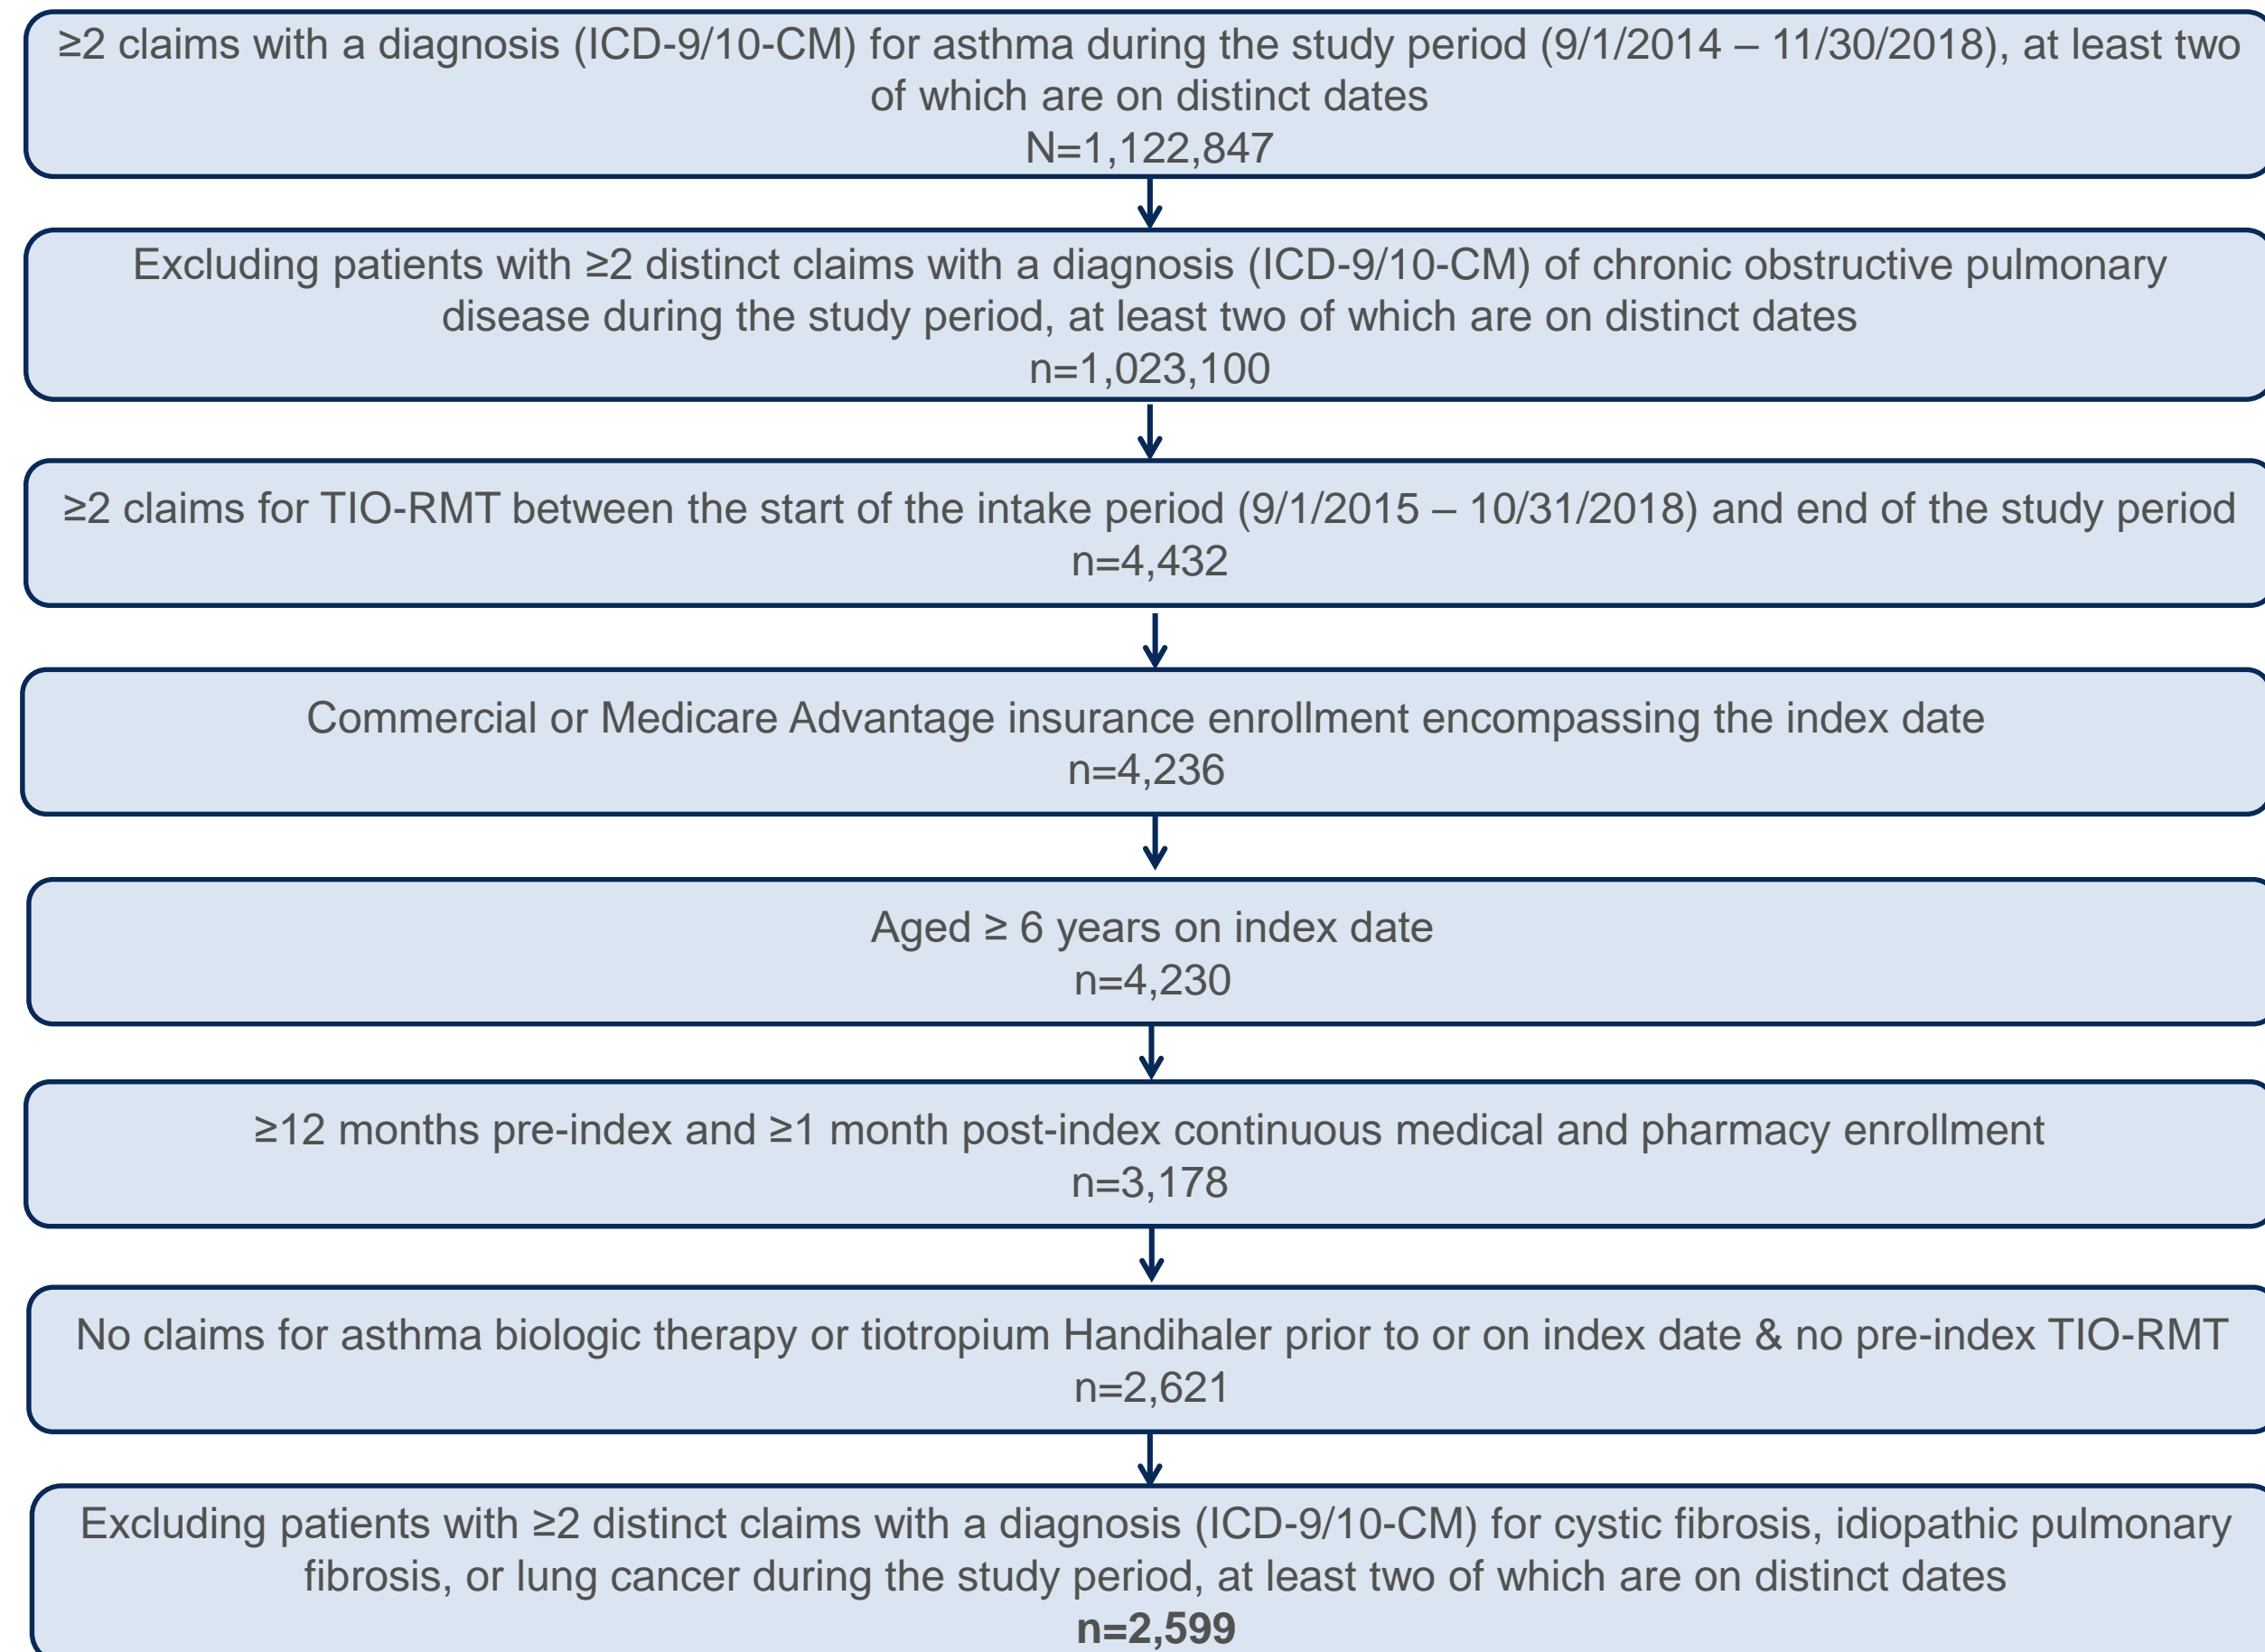 ≥2 claims with a diagnosis (ICD-9/10-CM) for asthma during the study period (9/1/2014 – 11/30/2018), at least two
of which are on distinct dates
N=1,122,847
Excluding patients with ≥2 distinct claims with a diagnosis (ICD-9/10-CM) of chronic obstructive pulmonary
disease during the study period, at least two of which are on distinct dates
n=1,023,100
≥2 claims for TIO-RMT between the start of the intake period (9/1/2015 – 10/31/2018) and end of the study period
n=4,432
Commercial or Medicare Advantage insurance enrollment encompassing the index date
n=4,236
Aged ≥ 6 years on index date
n=4,230
≥12 months pre-index and ≥1 month post-index continuous medical and pharmacy enrollment
n=3,178
No claims for asthma biologic therapy or tiotropium Handihaler prior to or on index date & no pre-index TIO-RMT
n=2,621
Excluding patients with ≥2 distinct claims with a diagnosis (ICD-9/10-CM) for cystic fibrosis, idiopathic pulmonary
fibrosis, or lung cancer during the study period, at least two of which are on distinct dates
n=2,599